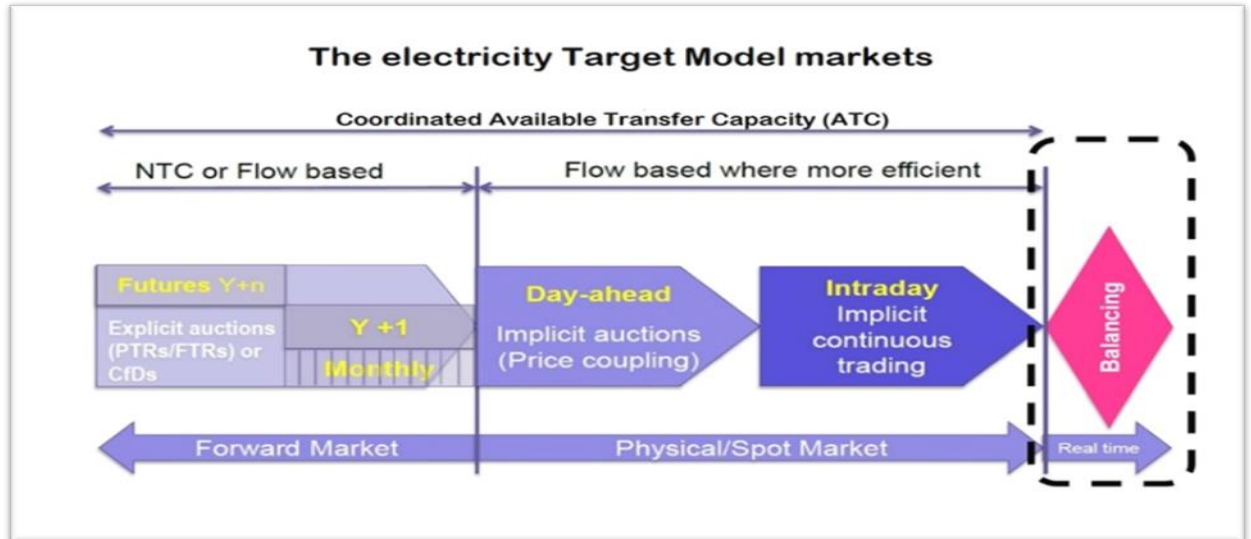 The electricity Target Model markets
Coordinated Available Transfer Capacity (ATC)
NTC or Flow based
Flow based where more efficient
Futures Y+n
Explicit auctions
(PTRs/FTRs) or
CfDs
Y +1
Monthly
Day-ahead
Implicit auctions
(Price coupling)
Intraday
Implicit
continuous
trading
Balancing
Forward Market
Physical/Spot Market
Real time